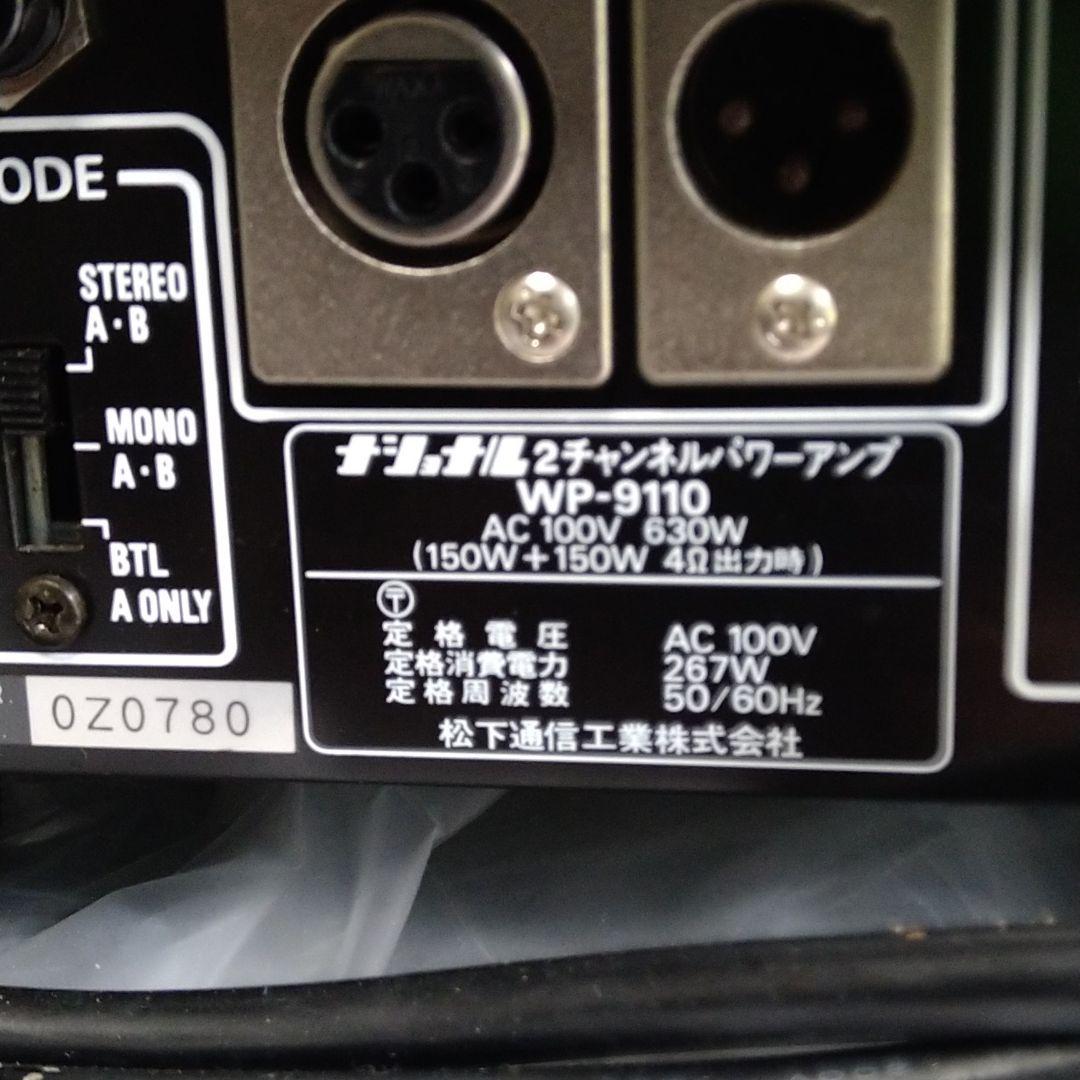 ODE
STEREO
A・B
MONO
A・B
BTL
A ONLY
0Z0780
ナショナル 2チャンネルパワーアンプ
WP-9110
AC 100V 630W
(150W+150W 4Ω出力時)
〒
定格電圧 AC 100V
定格消費電力 267W
定格周波数 50/60Hz
松下通信工業株式会社